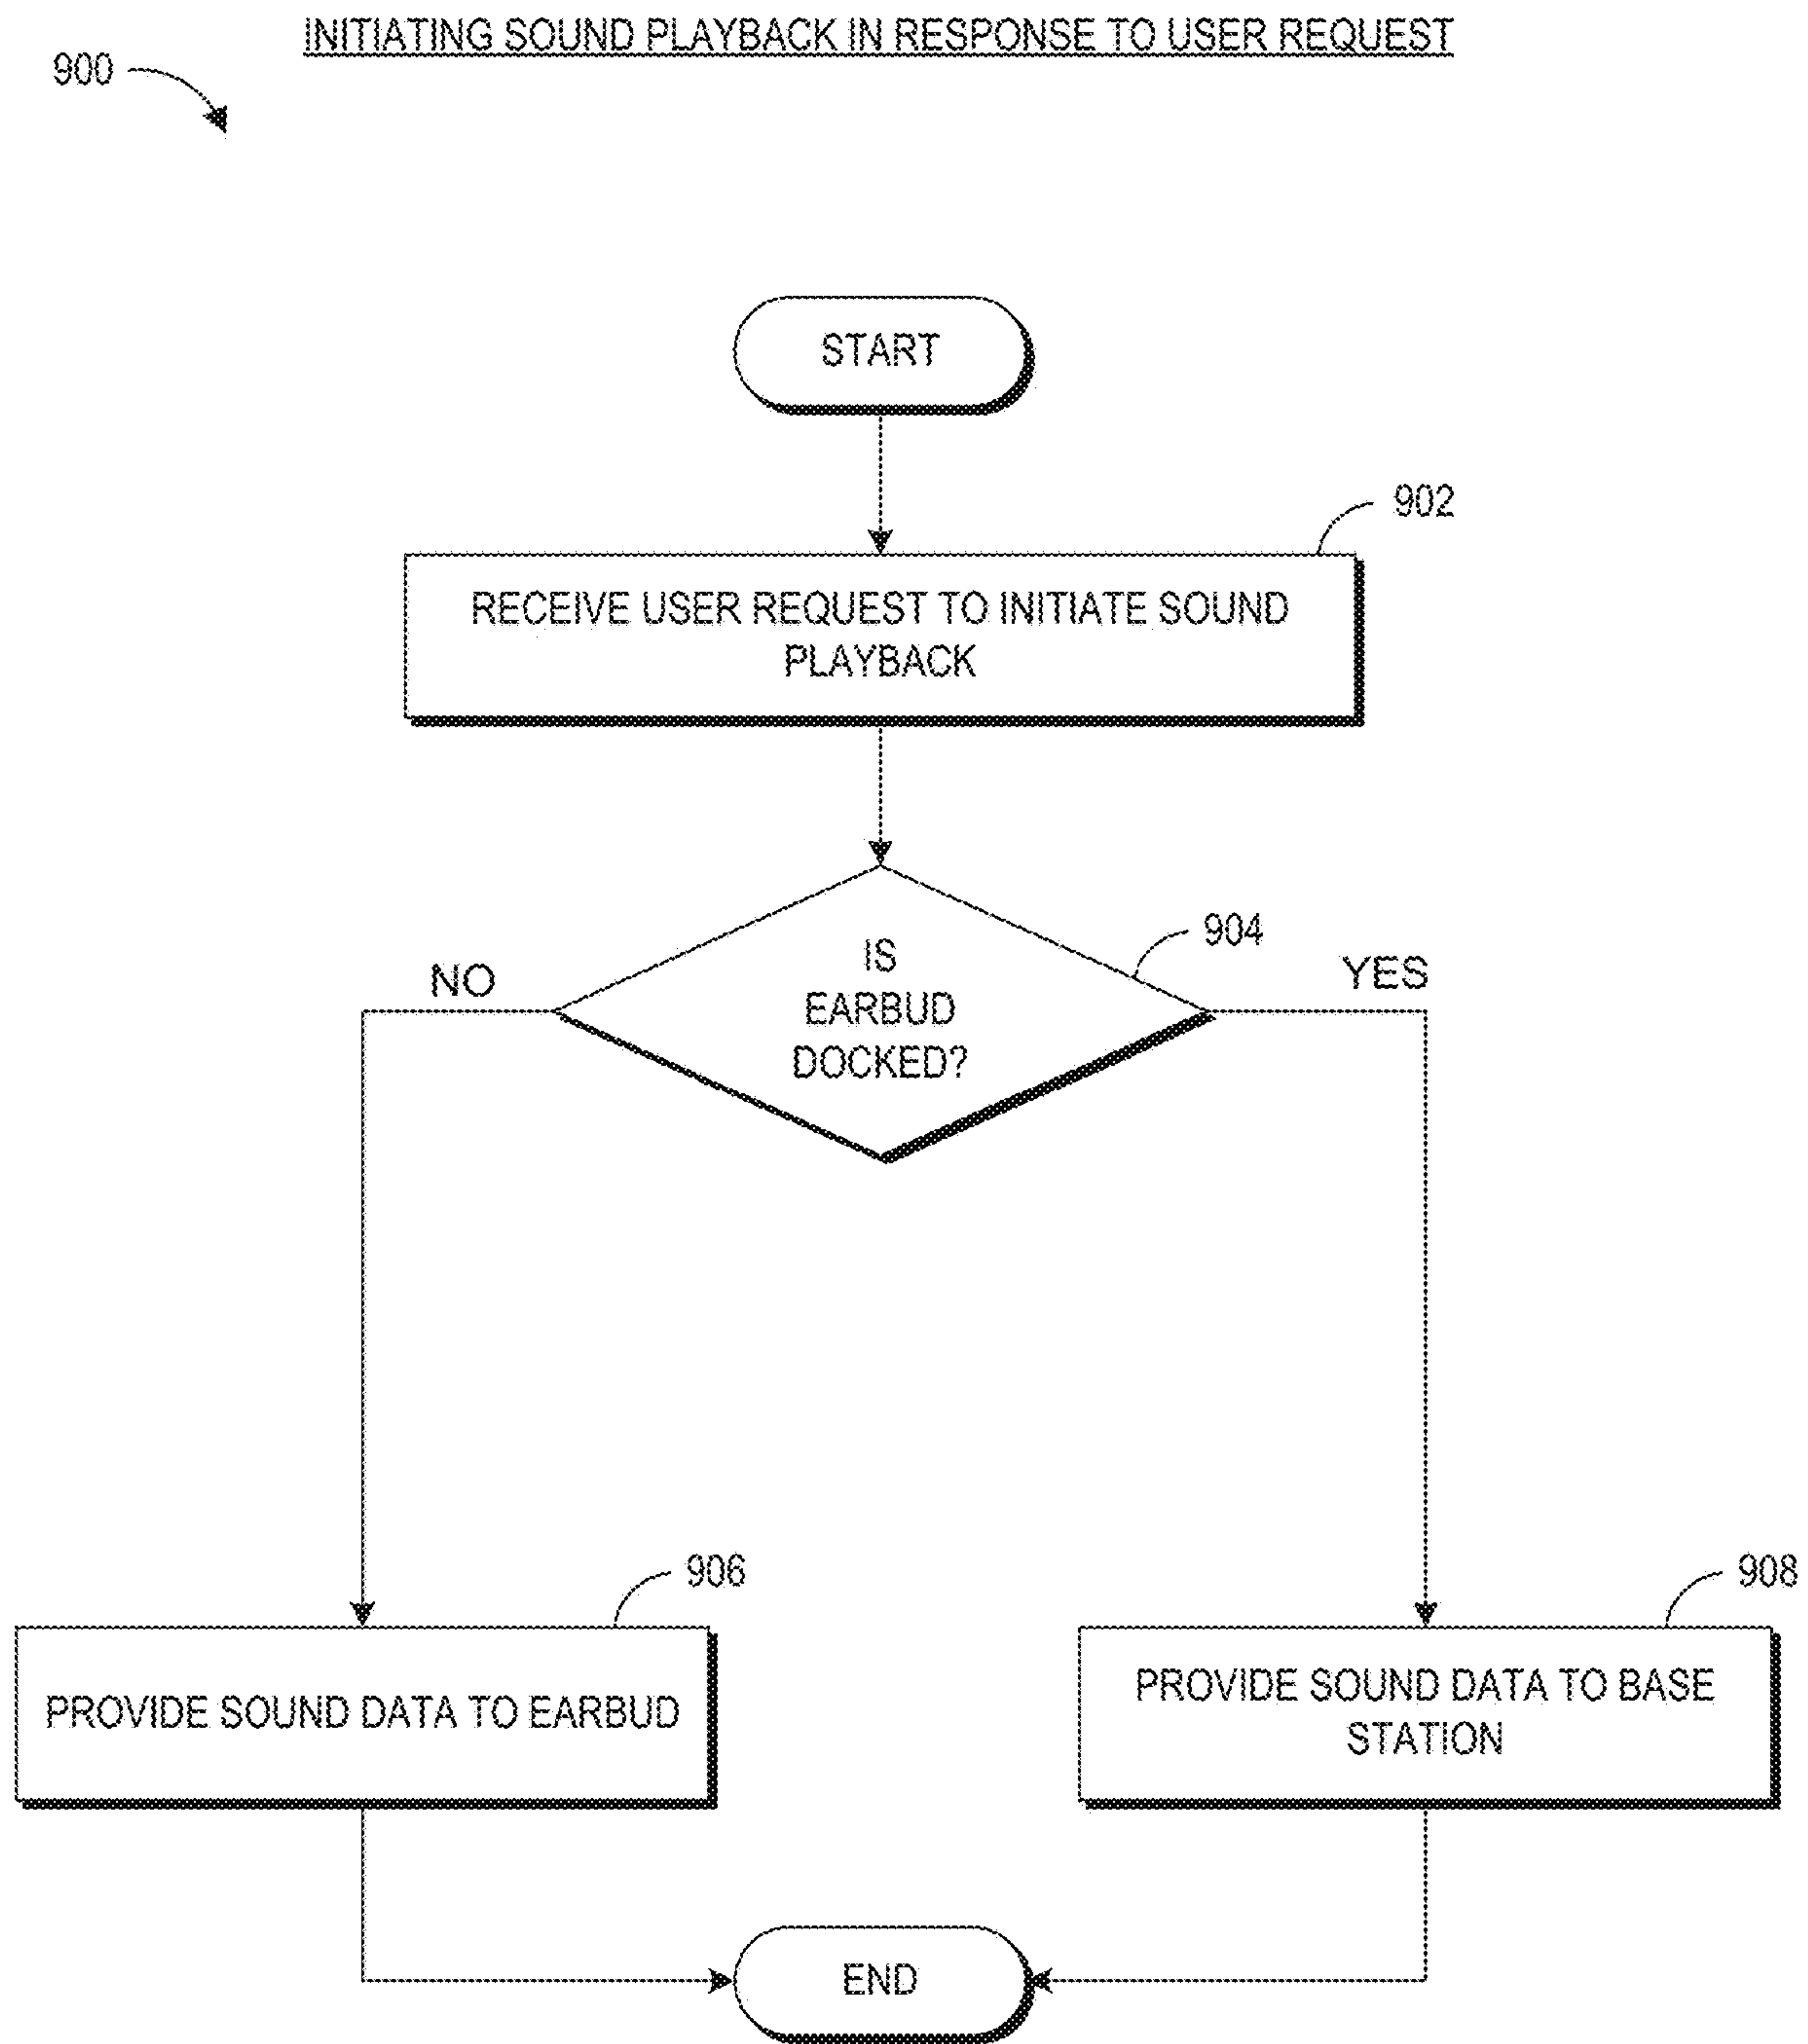 INITIATING SOUND PLAYBACK IN RESPONSE TO USER REQUEST
900
START
902
RECEIVE USER REQUEST TO INITIATE SOUND
PLAYBACK
904
IS
EARBUD
DOCKED?
NO
YES
906
PROVIDE SOUND DATA TO EARBUD
908
PROVIDE SOUND DATA TO BASE
STATION
END